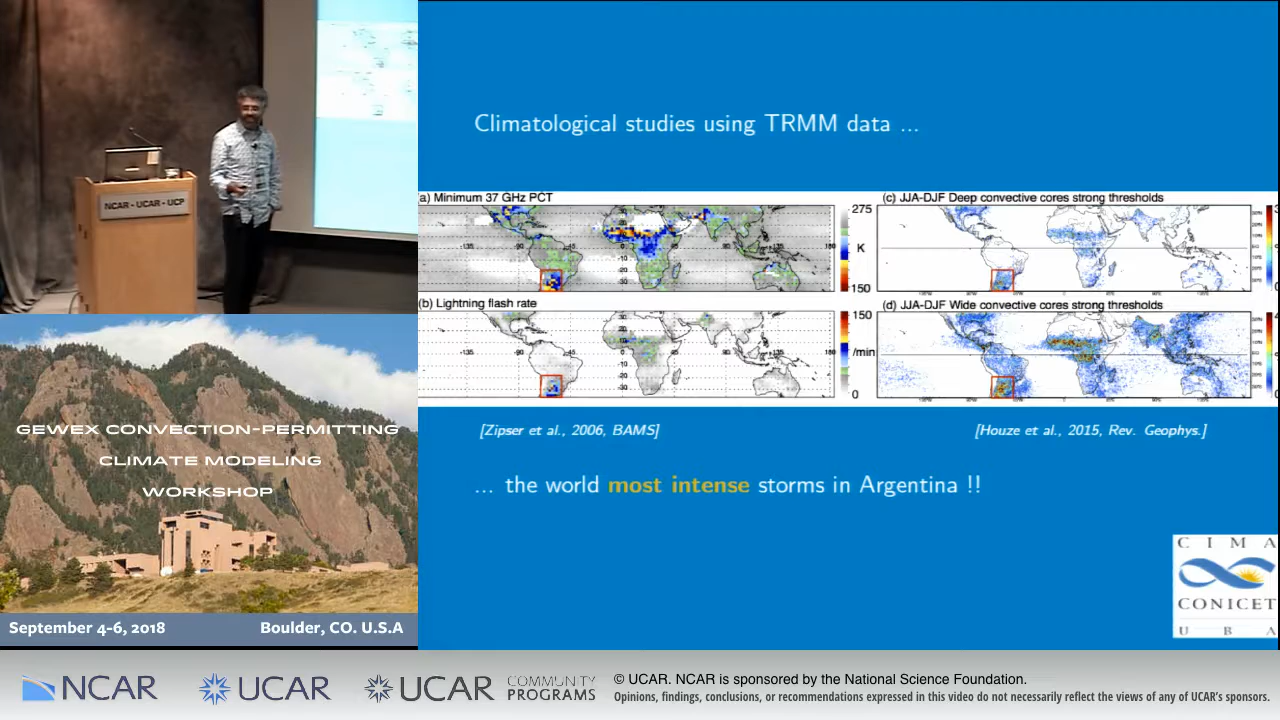 NCAR - UCAR - UCP
GEWEX CONVECTION-PERMITTING
CLIMATE MODELING
WORKSHOP
September 4-6, 2018
Boulder, CO. U.S.A
Climatological studies using TRMM data ...
(a) Minimum 37 GHz PCT
275
K
150
(b) Lightning flash rate
150
/min
0
(c) JJA-DJF Deep convective cores strong thresholds
(d) JJA-DJF Wide convective cores strong thresholds
[Zipser et al., 2006, BAMS]
[Houze et al., 2015, Rev. Geophys.]
... the world most intense storms in Argentina !!
C I M A
CONICET
U B A
NCAR
UCAR
UCAR
COMMUNITY
PROGRAMS
© UCAR. NCAR is sponsored by the National Science Foundation.
Opinions, findings, conclusions, or recommendations expressed in this video do not necessarily reflect the views of any of UCAR's sponsors.